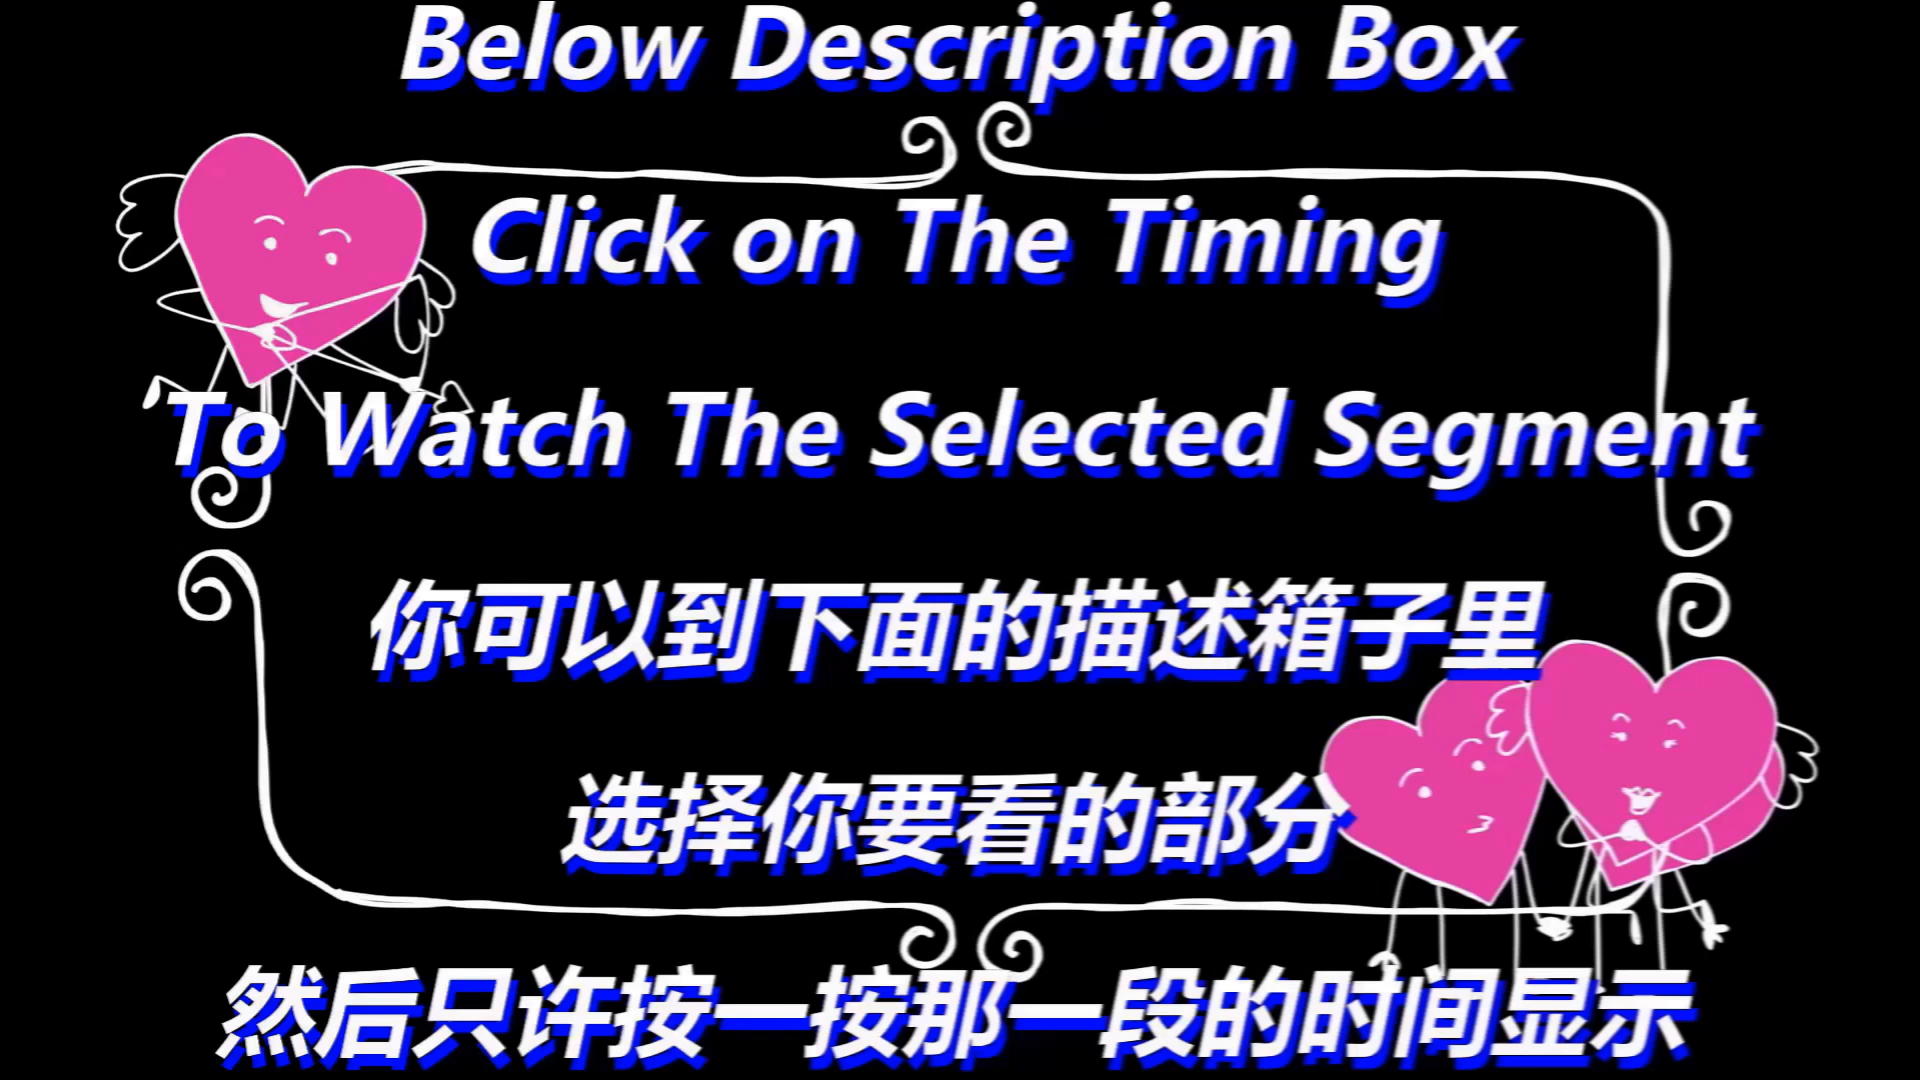 Below Description Box
Click on The Timing
To Watch The Selected Segment
你可以到下面的描述箱子里
选择你要看的部分
然后只许按一按那一段的时间显示